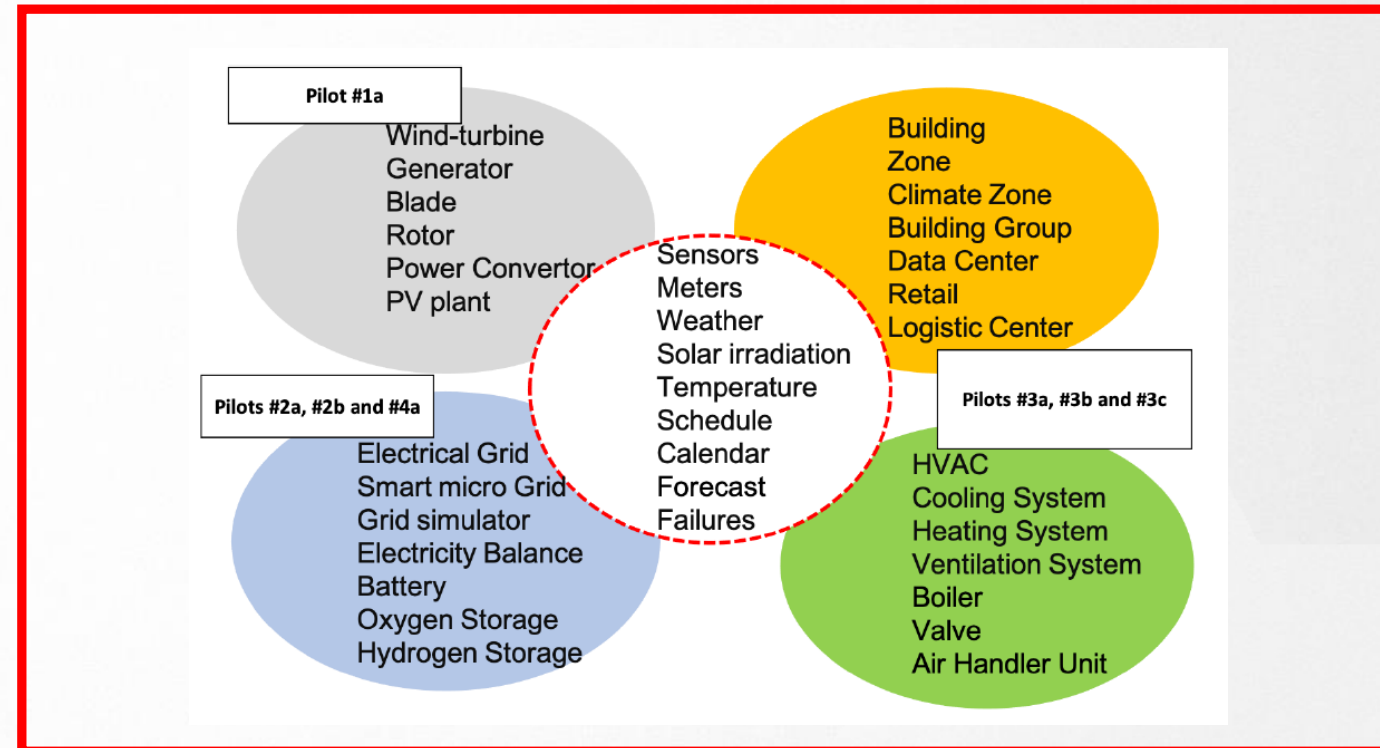 Pilot #1a
Wind-turbine
Generator
Blade
Rotor
Power Convertor
PV plant
Building
Zone
Climate Zone
Building Group
Data Center
Retail
Logistic Center
Sensors
Meters
Weather
Solar irradiation
Temperature
Schedule
Calendar
Forecast
Failures
Pilots #2a, #2b and #4a
Electrical Grid
Smart micro Grid
Grid simulator
Electricity Balance
Battery
Oxygen Storage
Hydrogen Storage
Pilots #3a, #3b and #3c
HVAC
Cooling System
Heating System
Ventilation System
Boiler
Valve
Air Handler Unit